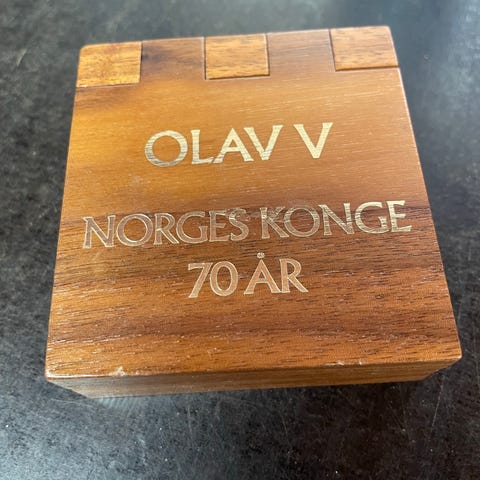 OLAV V
NORGES KONGE
70 ÅR